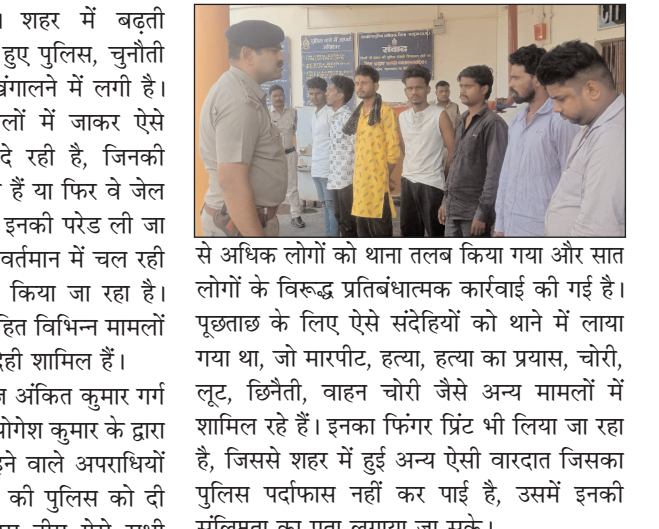 । शहर में बढ़ती
हुए पुलिस, चुनौती
खंगालने में लगी है।
में जाकर ऐसे
दे रही है, जिनकी
हैं या फिर वे जेल
इनकी परेड ली जा
वर्तमान में चल रही
किया जा रहा है।
विभिन्न मामलों
शामिल हैं।
अंकित कुमार गर्ग
योगेश कुमार के द्वारा
वाले अपराधियों
की पुलिस को दी
संवाद
से अधिक लोगों को थाना तलब किया गया और सात
लोगों के विरूद्ध प्रतिबंधात्मक कार्रवाई की गई है।
पूछताछ के लिए ऐसे संदेहियों को थाने में लाया
गया था, जो मारपीट, हत्या, हत्या का प्रयास, चोरी,
लूट, छिनैती, वाहन चोरी जैसे अन्य मामलों में
शामिल रहे हैं। इनका फिंगर प्रिंट भी लिया जा रहा
है, जिससे शहर में हुई अन्य ऐसी वारदात जिसका
पुलिस पर्दाफास नहीं कर पाई है, उसमें इनकी
संलिप्तता का पता लगाया जा सके।